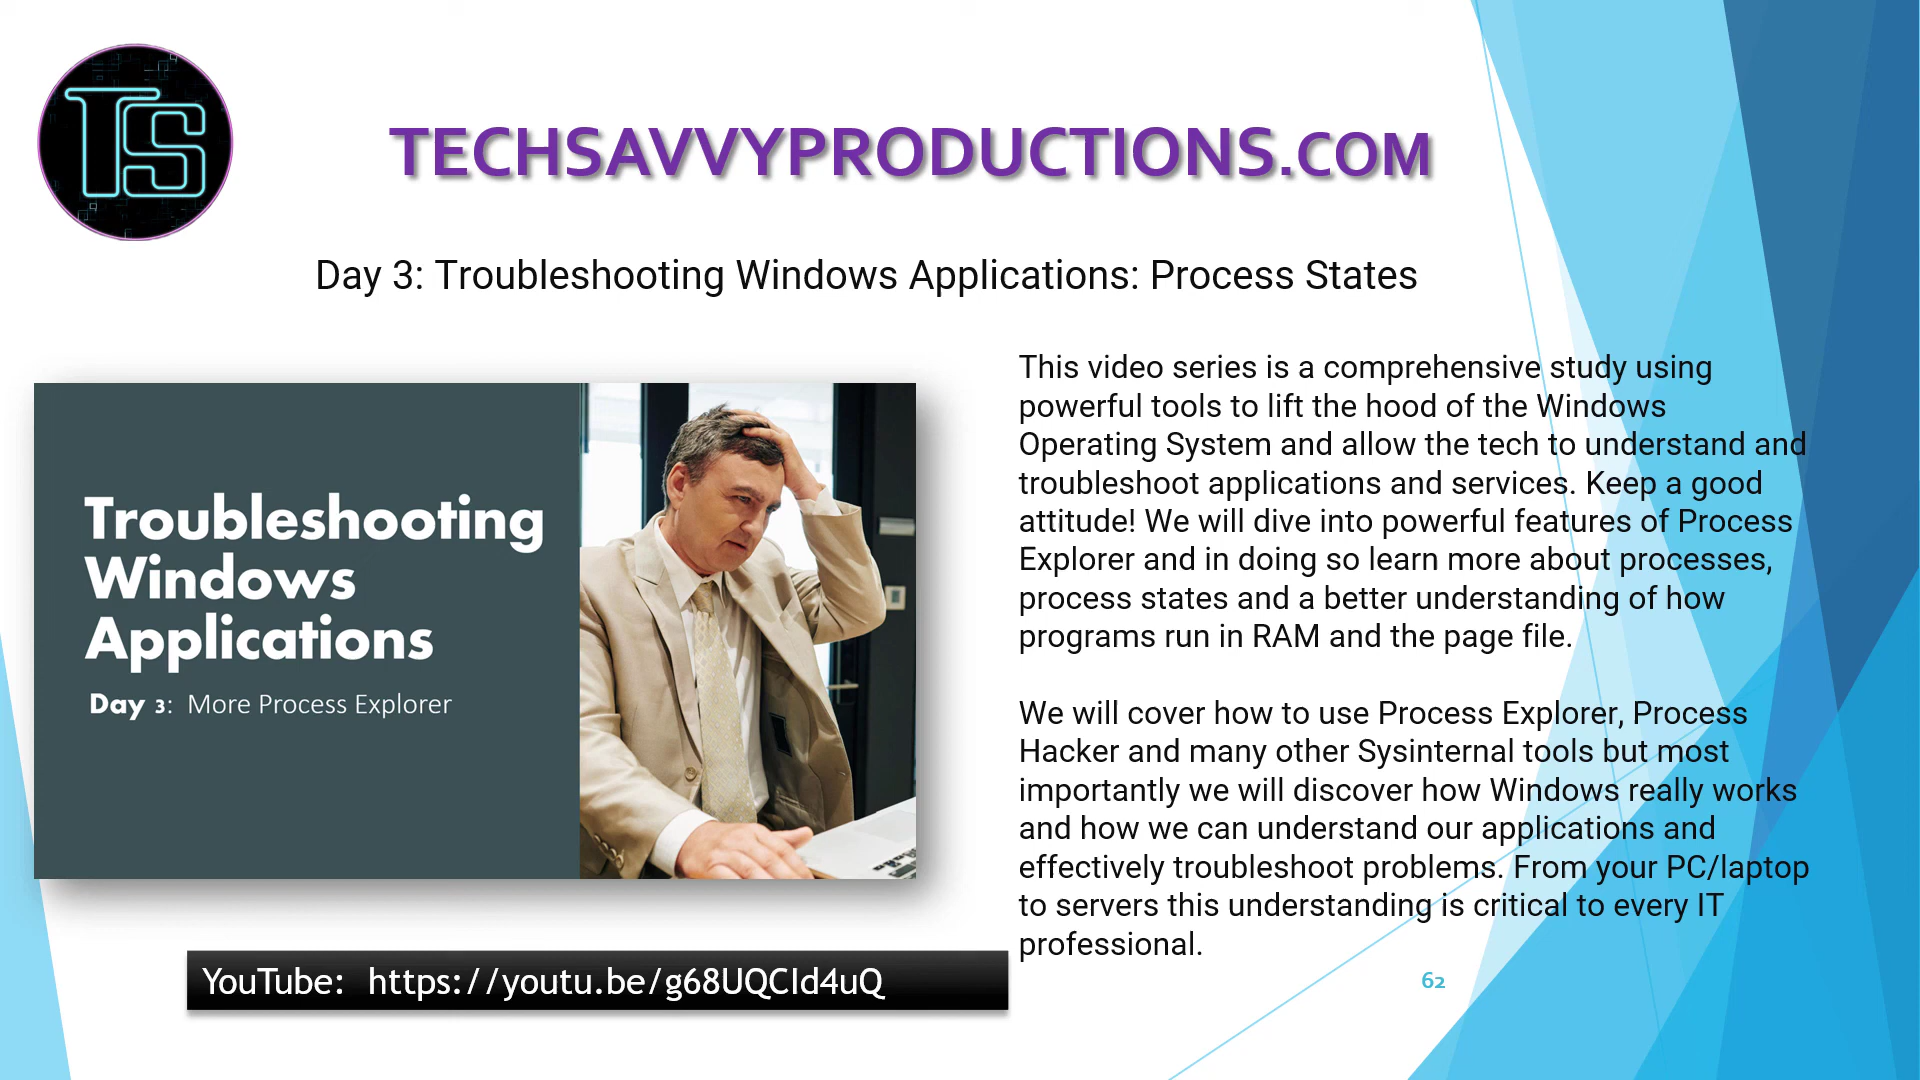 TS
TECHSAVVYPRODUCTIONS.COM
Day 3: Troubleshooting Windows Applications: Process States
Troubleshooting
Windows
Applications
Day 3: More Process Explorer
This video series is a comprehensive study using
powerful tools to lift the hood of the Windows
Operating System and allow the tech to understand and
troubleshoot applications and services. Keep a good
attitude! We will dive into powerful features of Process
Explorer and in doing so learn more about processes,
process states and a better understanding of how
programs run in RAM and the page file.
We will cover how to use Process Explorer, Process
Hacker and many other Sysinternal tools but most
importantly we will discover how Windows really works
and how we can understand our applications and
effectively troubleshoot problems. From your PC/laptop
to servers this understanding is critical to every IT
professional.
YouTube: https://youtu.be/g68UQCId4uQ
62